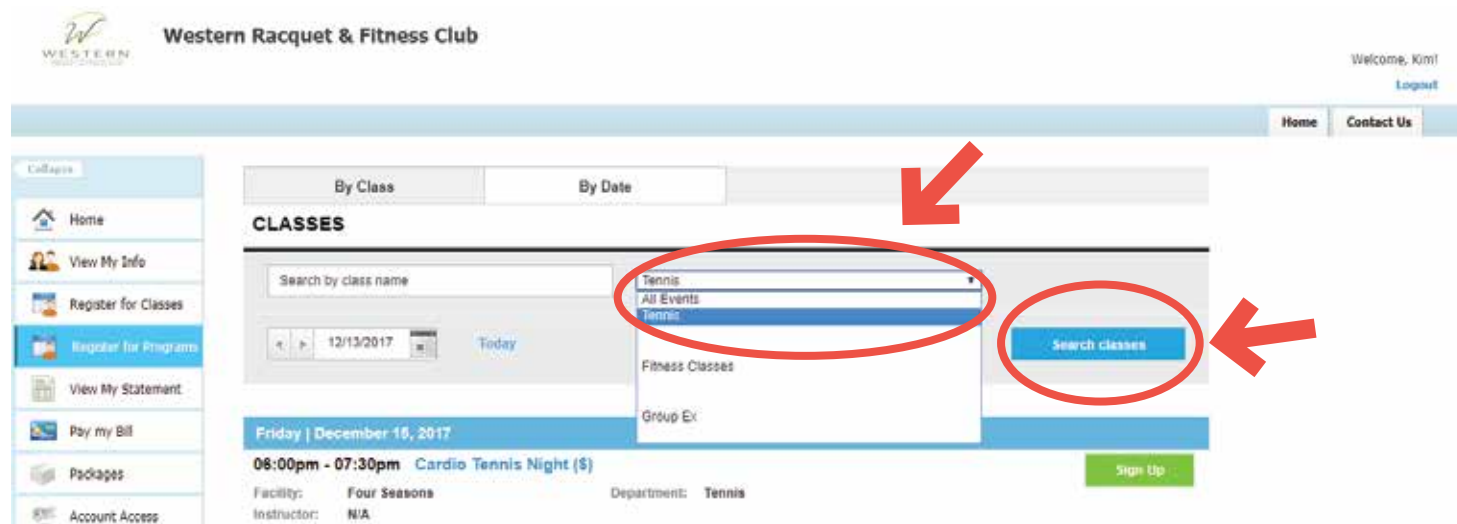 W
WESTERN
Western Racquet & Fitness Club
Welcome, Kim!
Logout
Home
Contact Us
Collapse
Home
View My Info
Register for Classes
Register for Programs
View My Statement
Pay my Bill
Packages
Account Access
By Class
By Date
CLASSES
Search by class name
Tennis
All Events
Tennis
Fitness Classes
Group Ex
12/13/2017
Today
Search classes
Friday | December 15, 2017
06:00pm - 07:30pm Cardio Tennis Night ($)
Sign Up
Facility: Four Seasons
Department: Tennis
Instructor: N/A